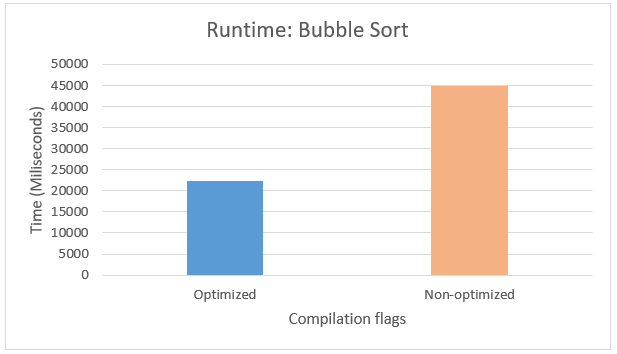 Runtime: Bubble Sort
50000
45000
40000
35000
30000
25000
20000
15000
10000
5000
0
Time (Miliseconds)
Optimized
Non-optimized
Compilation flags